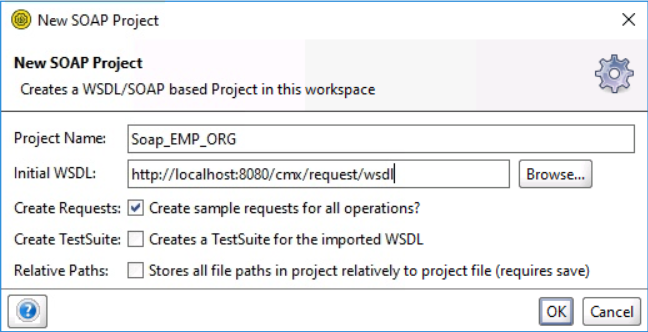 New SOAP Project
New SOAP Project
Creates a WSDL/SOAP based Project in this workspace
Project Name: Soap_EMP_ORG
Initial WSDL: http://localhost:8080/cmx/request/wsdl Browse...
Create Requests: Create sample requests for all operations?
Create TestSuite: Creates a TestSuite for the imported WSDL
Relative Paths: Stores all file paths in project relatively to project file (requires save)
? OK Cancel